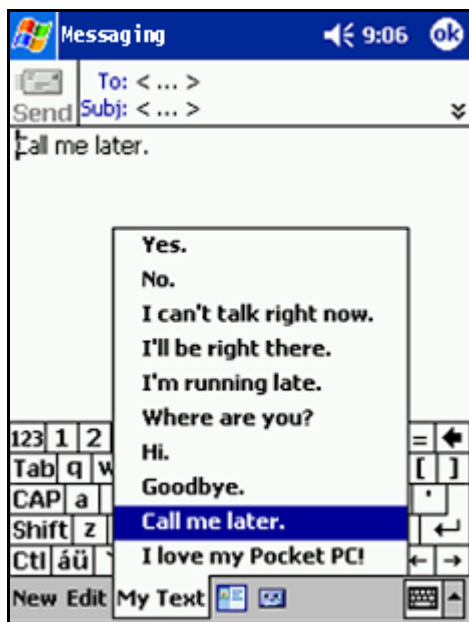 Messaging 9:06 ok
To: < ... >
Send Subj: < ... >
Call me later.
Yes.
No.
I can't talk right now.
I'll be right there.
I'm running late.
Where are you?
Hi.
Goodbye.
Call me later.
I love my Pocket PC!
123 1 2 =
Tab q w [ ]
CAP a '
Shift z
Ctl áü `
New Edit My Text